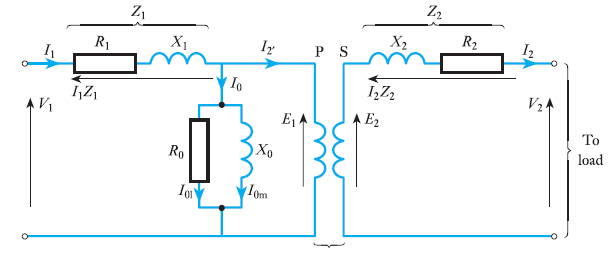 Z₁ Z₂
I₁ R₁ X₁ I₂′ P S X₂ R₂ I₂
I₁Z₁ I₀ I₂Z₂
V₁ E₁ E₂ V₂
R₀ X₀ To
load
I₀l I₀m